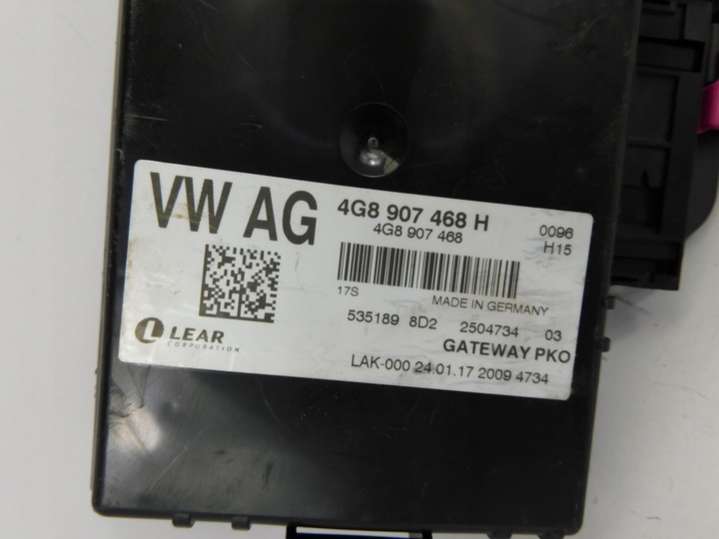 VW AG
4G8 907 468 H
4G8 907 468
0096
H15
17S
MADE IN GERMANY
535189 8D2 2504734 03
GATEWAY PKO
LEAR
CORPORATION
LAK-000 24.01.17 2009 4734